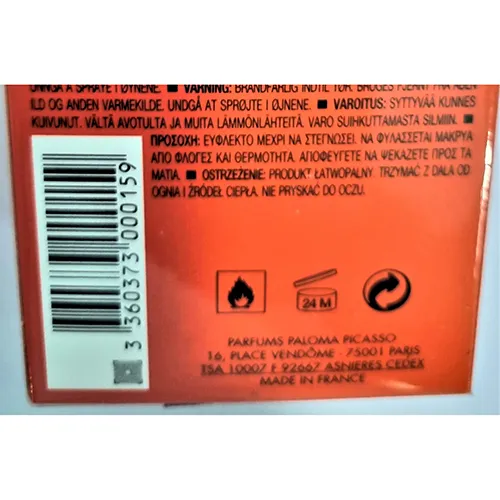 UNNGÅ Å SPRAYE I ØYNENE. ■ VARNING: BRANDFARLIG INDTIL TØR. BRUGES FJERNT FRA ÅBEN
ILD OG ANDEN VARMEKILDE. UNDGÅ AT SPRØJTE I ØJNENE. ■ VAROITUS: SYTTYVÄÄ KUNNES
KUIVUNUT. VÄLTÄ AVOTULTA JA MUITA LÄMMÖNLÄHTEITÄ. VARO SUIHKUTTAMASTA SILMIIN. ■
ΠΡΟΣΟΧΗ: ΕΥΦΛΕΚΤΟ ΜΕΧΡΙ ΝΑ ΣΤΕΓΝΩΣΕΙ. ΝΑ ΦΥΛΑΣΣΕΤΑΙ ΜΑΚΡΥΑ
ΑΠΟ ΦΛΟΓΕΣ ΚΑΙ ΘΕΡΜΟΤΗΤΑ. ΑΠΟΦΕΥΓΕΤΕ ΝΑ ΨΕΚΑΖΕΤΕ ΠΡΟΣ ΤΑ
ΜΑΤΙΑ. ■ OSTRZEŻENIE: PRODUKT ŁATWOPALNY. TRZYMAĆ Z DALA OD
OGNIA I ŹRÓDEŁ CIEPŁA. NIE PRYSKAĆ DO OCZU.
3 360373 000159
24 M
PARFUMS PALOMA PICASSO
16, PLACE VENDÔME - 75001 PARIS
TSA 10007 F 92667 ASNIERES CEDEX
MADE IN FRANCE